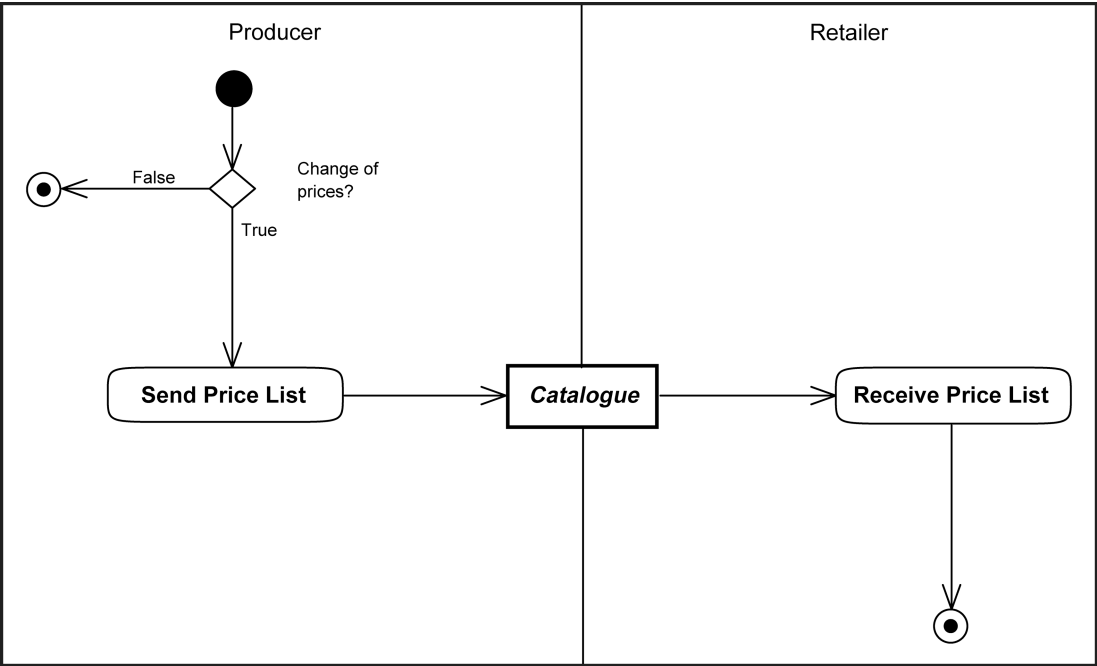 Producer
Retailer
Change of
prices?
False
True
Send Price List
Catalogue
Receive Price List